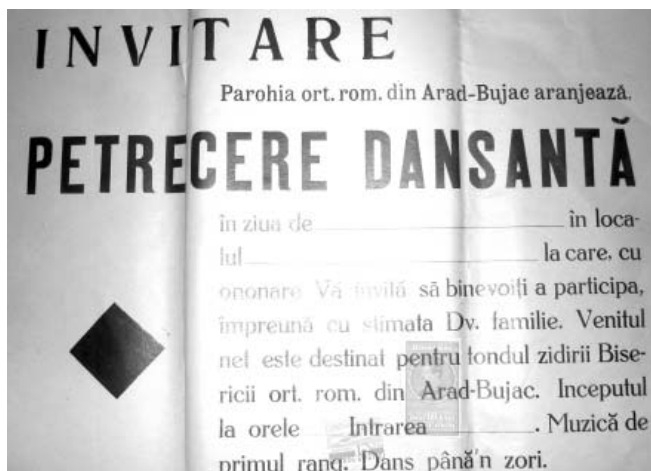 INVITARE
Parohia ort. rom. din Arad-Bujac aranjează.
PETRECERE DANSANTĂ
în ziua de în loca-
lul la care, cu
ononare Vă invită să binevoiți a participa,
împreună cu stimata Dv. familie. Venitul
net este destinat pentru fondul zidirii Bise-
ricii ort. rom. din Arad-Bujac. Inceputul
la orele Intrarea . Muzică de
primul rang. Dans până'n zori.